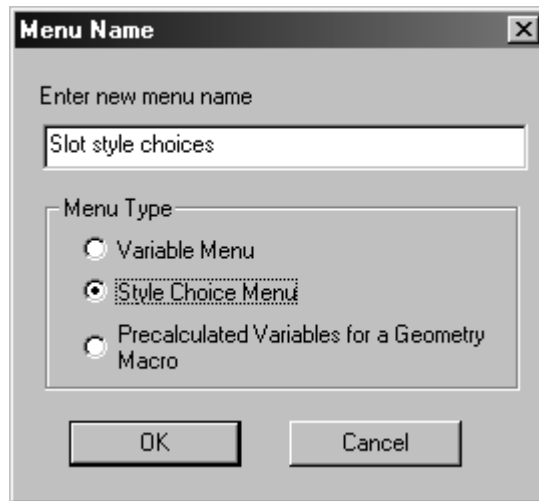 Menu Name
Enter new menu name
Slot style choices
Menu Type
Variable Menu
Style Choice Menu
Precalculated Variables for a Geometry
Macro
OK
Cancel